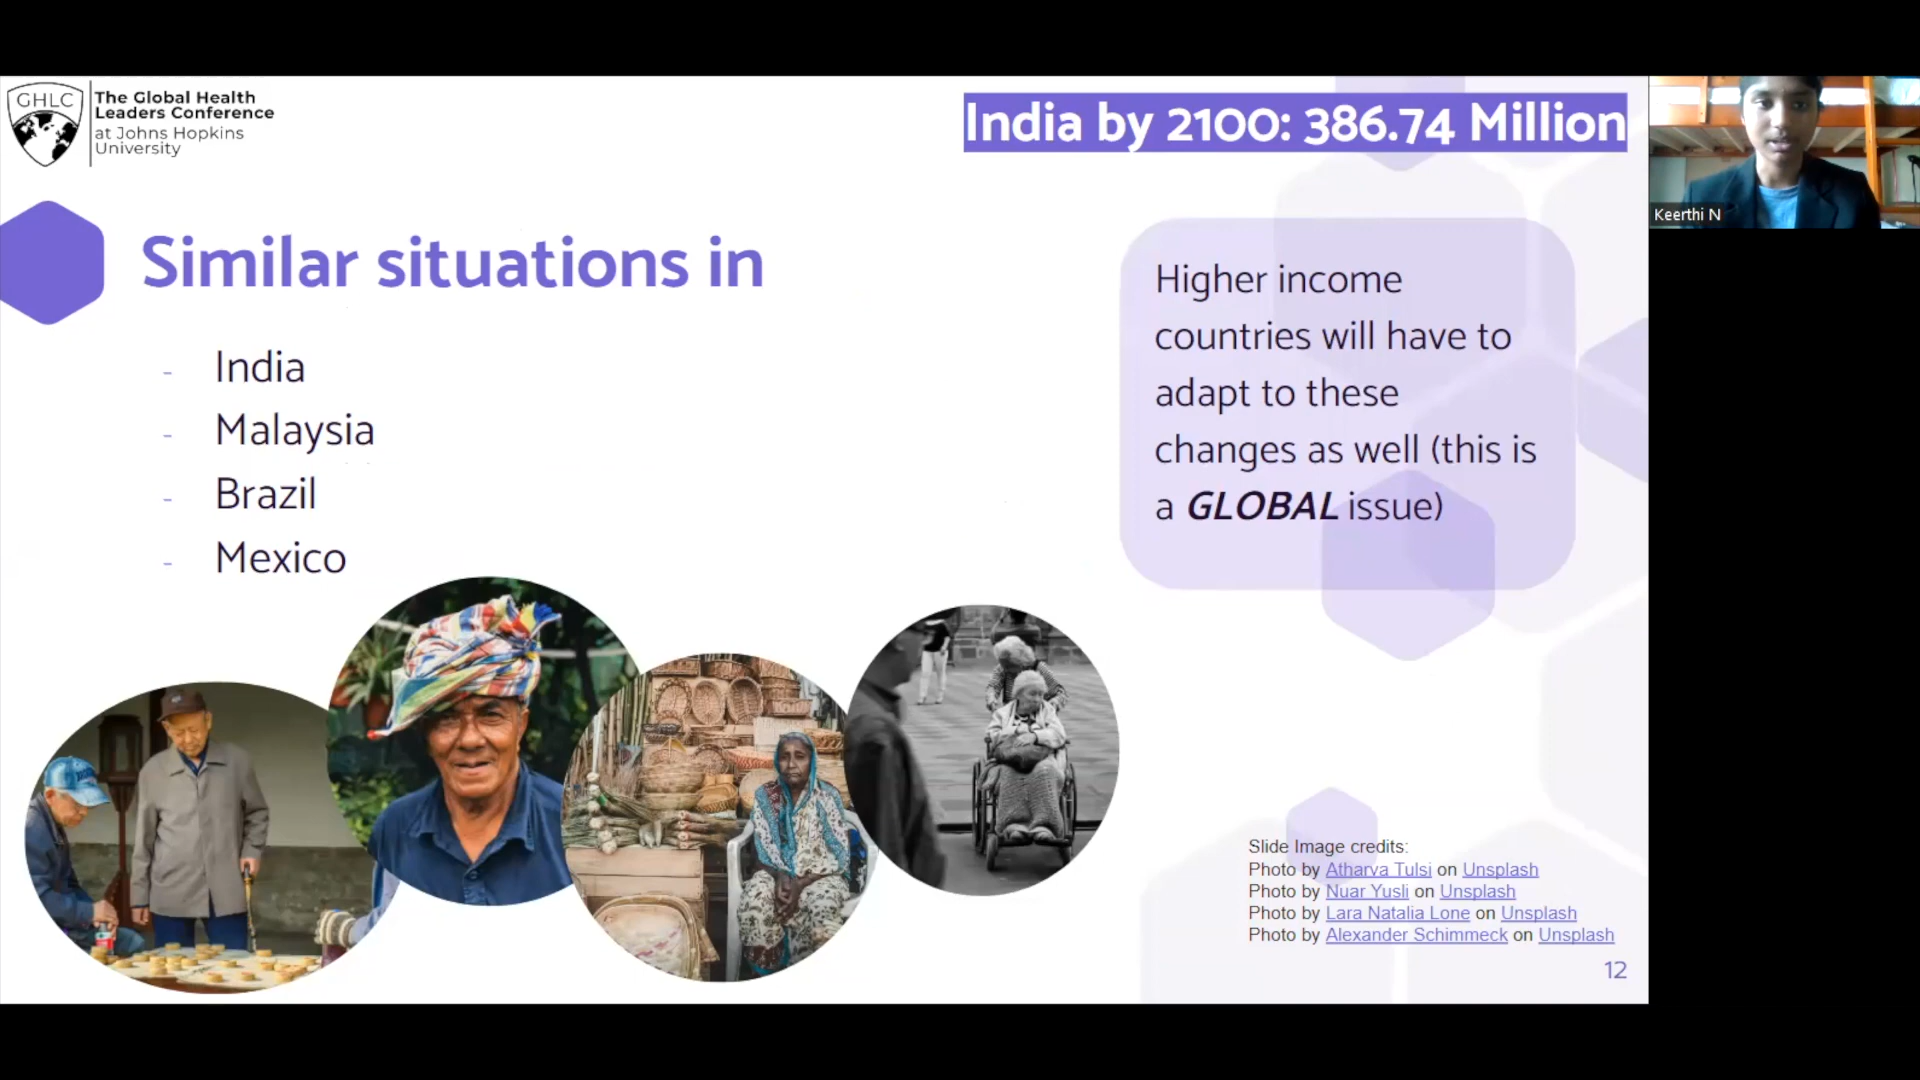 GHLC
The Global Health
Leaders Conference
at Johns Hopkins
University
India by 2100: 386.74 Million
Keerthi N
Similar situations in
- India
- Malaysia
- Brazil
- Mexico
Higher income
countries will have to
adapt to these
changes as well (this is
a GLOBAL issue)
Slide Image credits:
Photo by Atharva Tulsi on Unsplash
Photo by Nuar Yusli on Unsplash
Photo by Lara Natalia Lone on Unsplash
Photo by Alexander Schimmeck on Unsplash
12